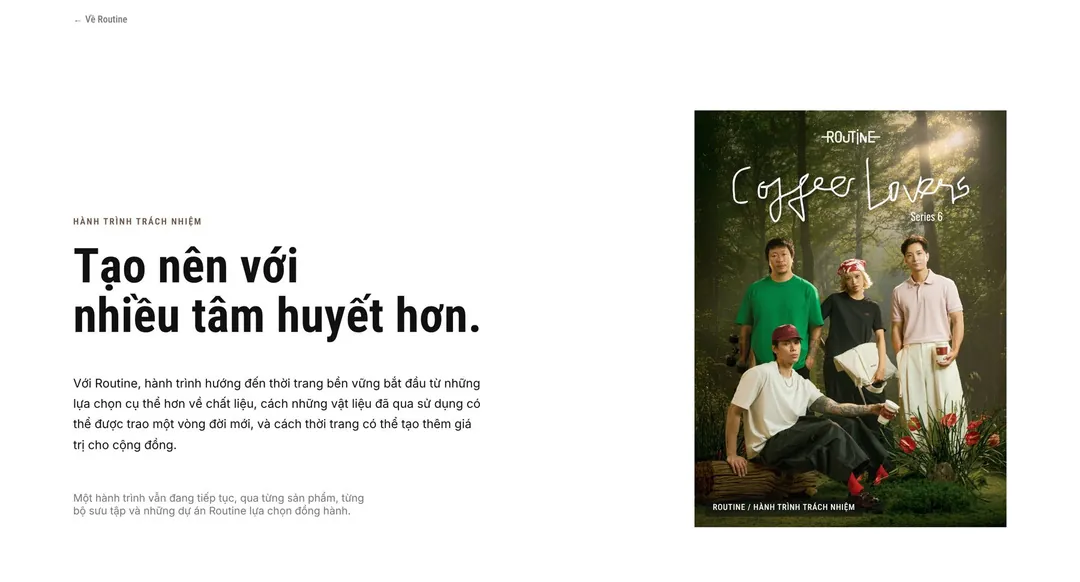 ← Về Routine
HÀNH TRÌNH TRÁCH NHIỆM
Tạo nên với
nhiều tâm huyết hơn.
Với Routine, hành trình hướng đến thời trang bền vững bắt đầu từ những
lựa chọn cụ thể hơn về chất liệu, cách những vật liệu đã qua sử dụng có
thể được trao một vòng đời mới, và cách thời trang có thể tạo thêm giá
trị cho cộng đồng.
Một hành trình vẫn đang tiếp tục, qua từng sản phẩm, từng
bộ sưu tập và những dự án Routine lựa chọn đồng hành.
ROUTINE
Coffee Lovers
Series 6
ROUTINE / HÀNH TRÌNH TRÁCH NHIỆM